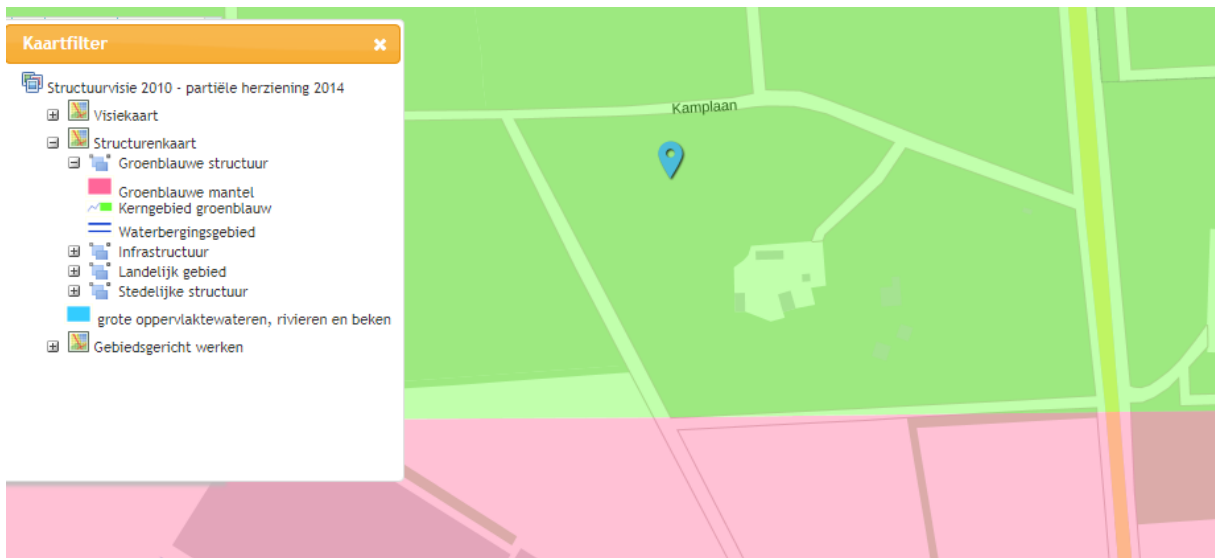 Kaartfilter
Structuurvisie 2010 - partiële herziening 2014
Visiekaart
Structurenkaart
Groenblauwe structuur
Groenblauwe mantel
Kerngebied groenblauw
Waterbergingsgebied
Infrastructuur
Landelijk gebied
Stedelijke structuur
grote oppervlaktewateren, rivieren en beken
Gebiedsgericht werken
Kamplaan